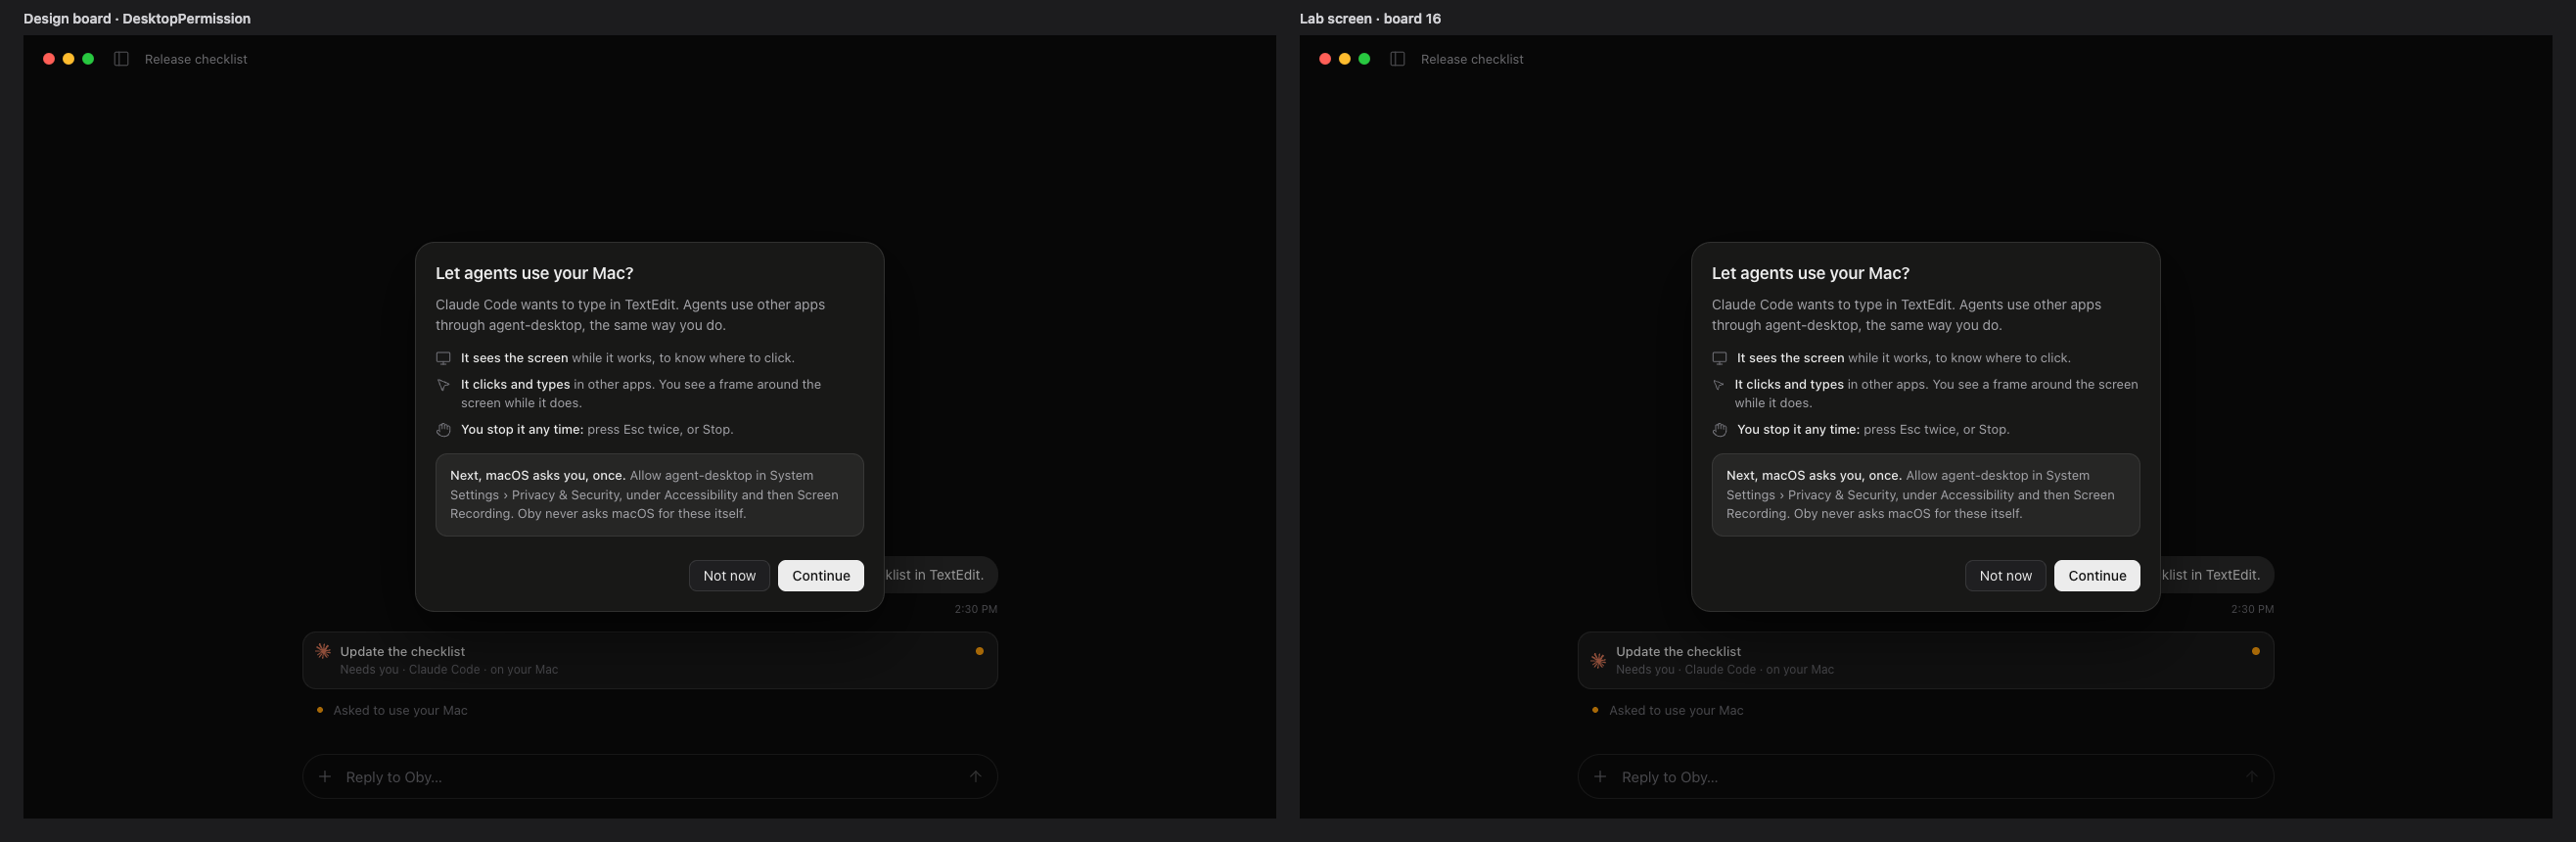 Design board · DesktopPermission
Release checklist
Let agents use your Mac?
Claude Code wants to type in TextEdit. Agents use other apps
through agent-desktop, the same way you do.
It sees the screen while it works, to know where to click.
It clicks and types in other apps. You see a frame around the
screen while it does.
You stop it any time: press Esc twice, or Stop.
Next, macOS asks you, once. Allow agent-desktop in System
Settings › Privacy & Security, under Accessibility and then Screen
Recording. Oby never asks macOS for these itself.
Not now
Continue
klist in TextEdit.
2:30 PM
Update the checklist
Needs you · Claude Code · on your Mac
Asked to use your Mac
Reply to Oby...
Lab screen · board 16
Release checklist
Let agents use your Mac?
Claude Code wants to type in TextEdit. Agents use other apps
through agent-desktop, the same way you do.
It sees the screen while it works, to know where to click.
It clicks and types in other apps. You see a frame around the screen
while it does.
You stop it any time: press Esc twice, or Stop.
Next, macOS asks you, once. Allow agent-desktop in System
Settings › Privacy & Security, under Accessibility and then Screen
Recording. Oby never asks macOS for these itself.
Not now
Continue
klist in TextEdit.
2:30 PM
Update the checklist
Needs you · Claude Code · on your Mac
Asked to use your Mac
Reply to Oby...